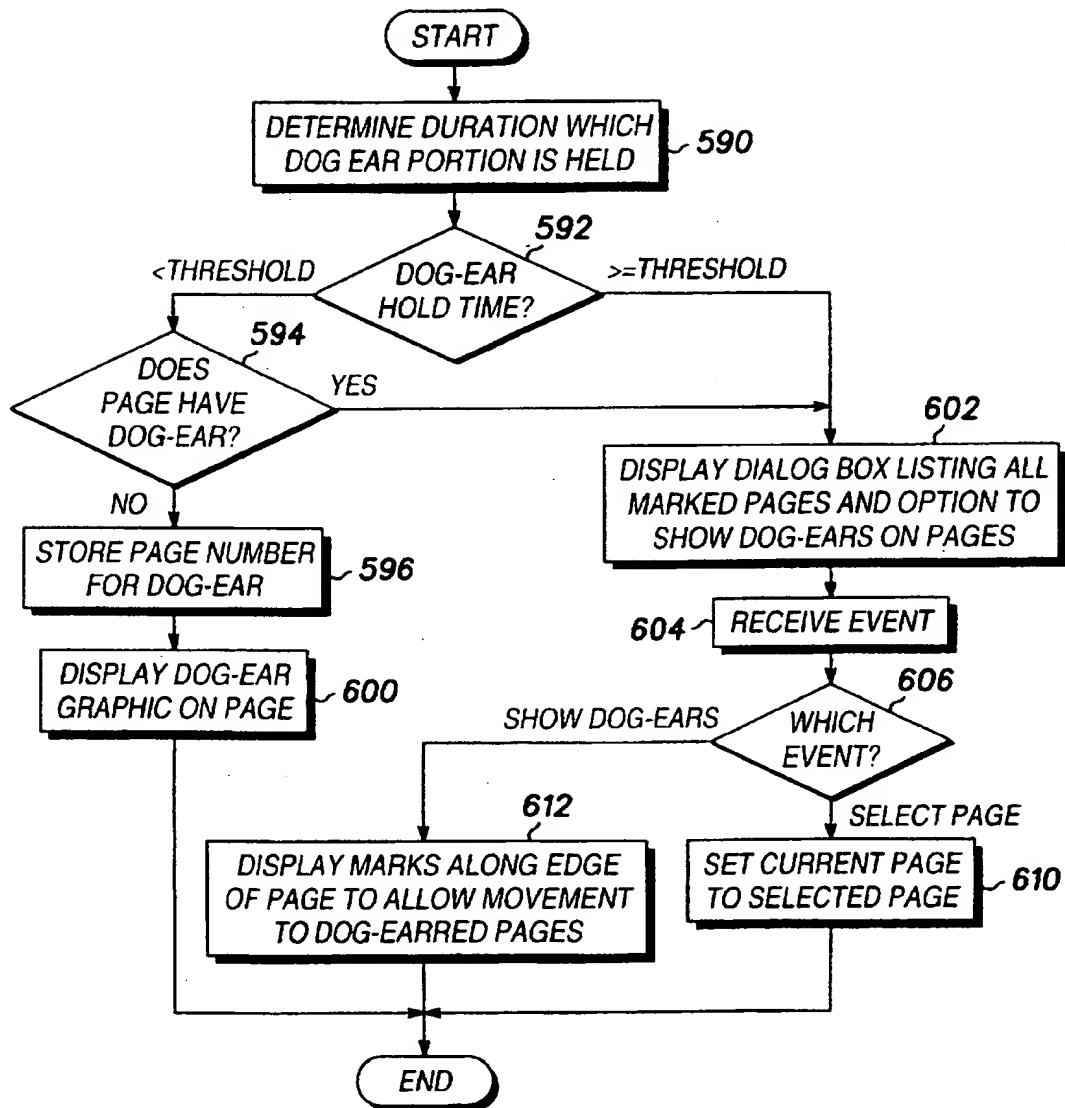 START
DETERMINE DURATION WHICH
DOG EAR PORTION IS HELD
590
592
<THRESHOLD
DOG-EAR
HOLD TIME?
>=THRESHOLD
594
DOES
PAGE HAVE
DOG-EAR?
YES
NO
602
DISPLAY DIALOG BOX LISTING ALL
MARKED PAGES AND OPTION TO
SHOW DOG-EARS ON PAGES
STORE PAGE NUMBER
FOR DOG-EAR
596
604
RECEIVE EVENT
DISPLAY DOG-EAR
GRAPHIC ON PAGE
600
606
SHOW DOG-EARS
WHICH
EVENT?
SELECT PAGE
612
DISPLAY MARKS ALONG EDGE
OF PAGE TO ALLOW MOVEMENT
TO DOG-EARRED PAGES
SET CURRENT PAGE
TO SELECTED PAGE
610
END